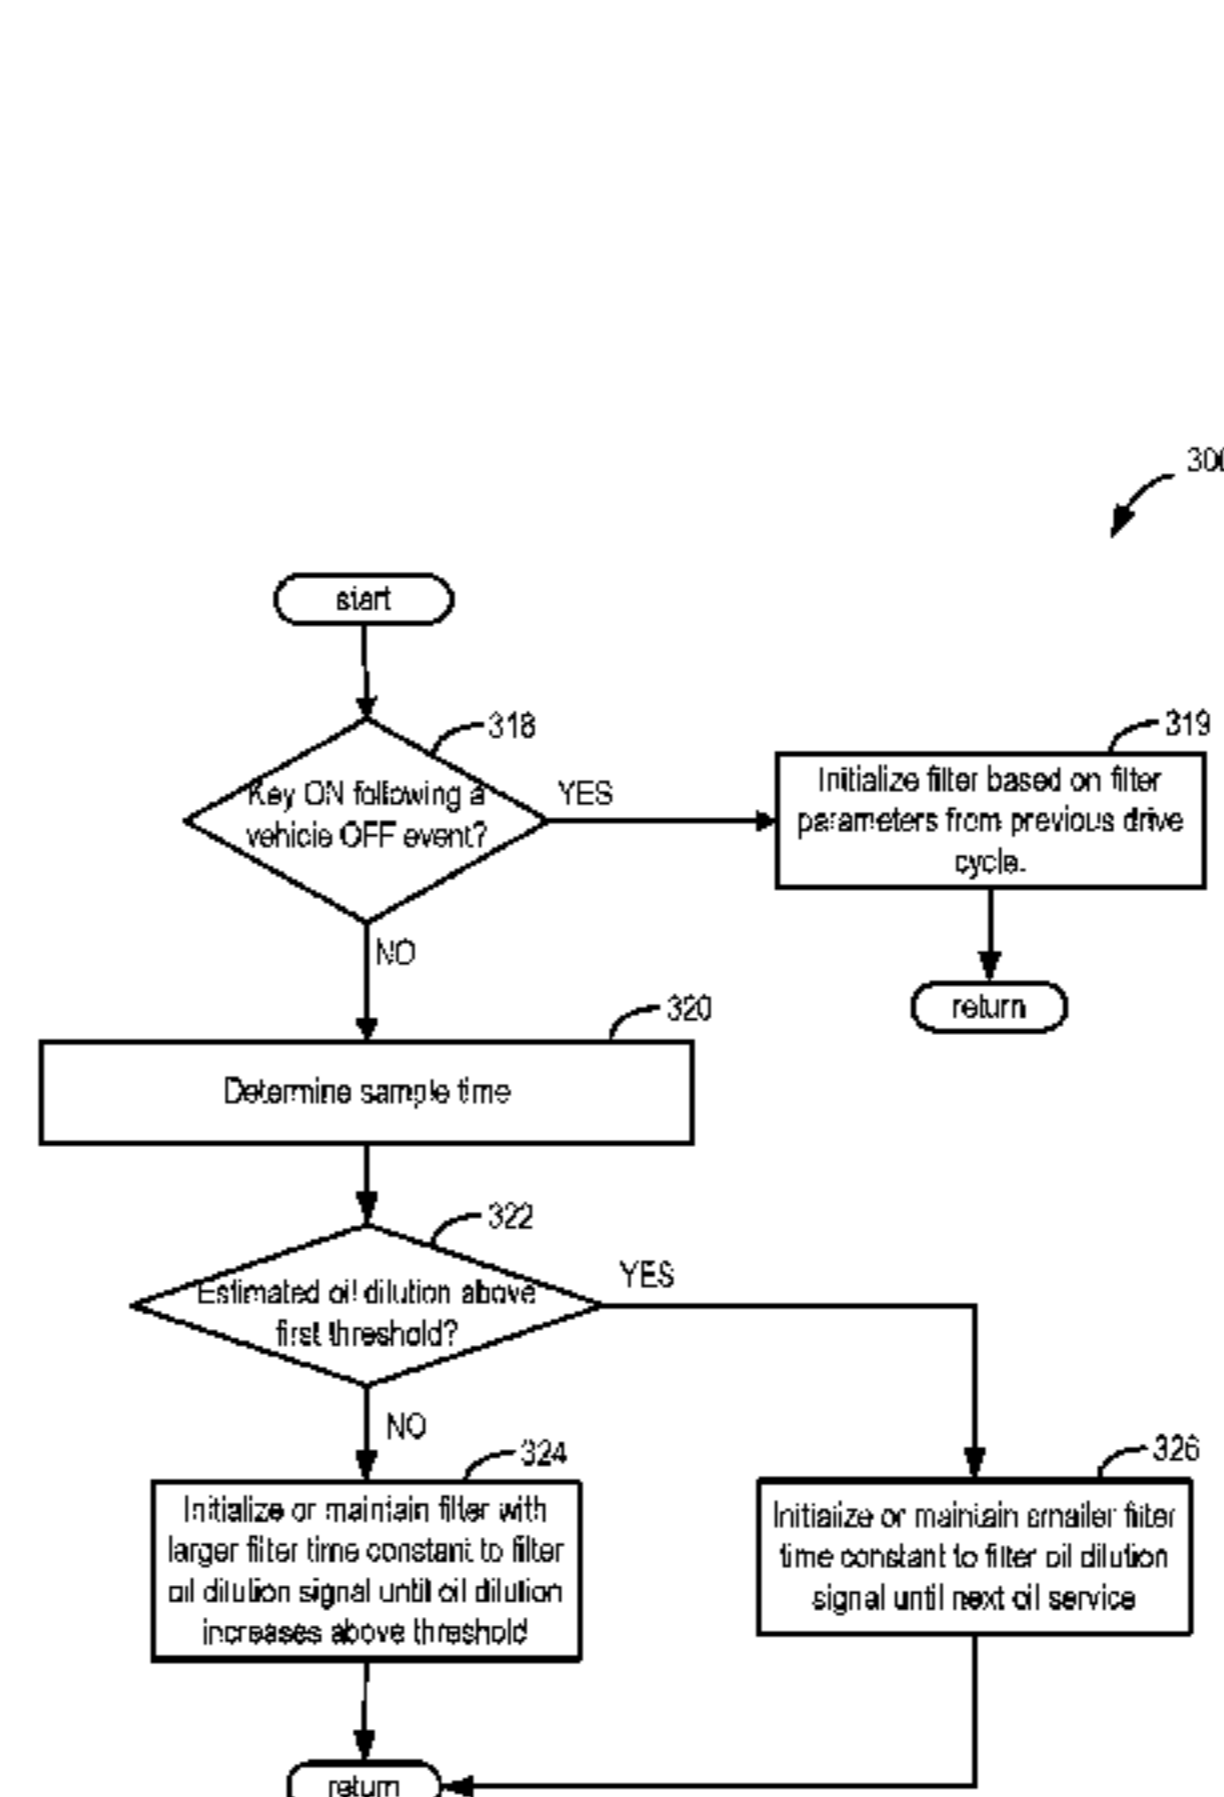 300
start
318
Key ON following a
vehicle OFF event?
YES
319
Initialize filter based on filter
parameters from previous drive
cycle.
NO
return
320
Determine sample time
322
Estimated oil dilution above
first threshold?
YES
NO
324
Initialize or maintain filter with
larger filter time constant to filter
oil dilution signal until oil dilution
increases above threshold
326
Initialize or maintain smaller filter
time constant to filter oil dilution
signal until next oil service
return